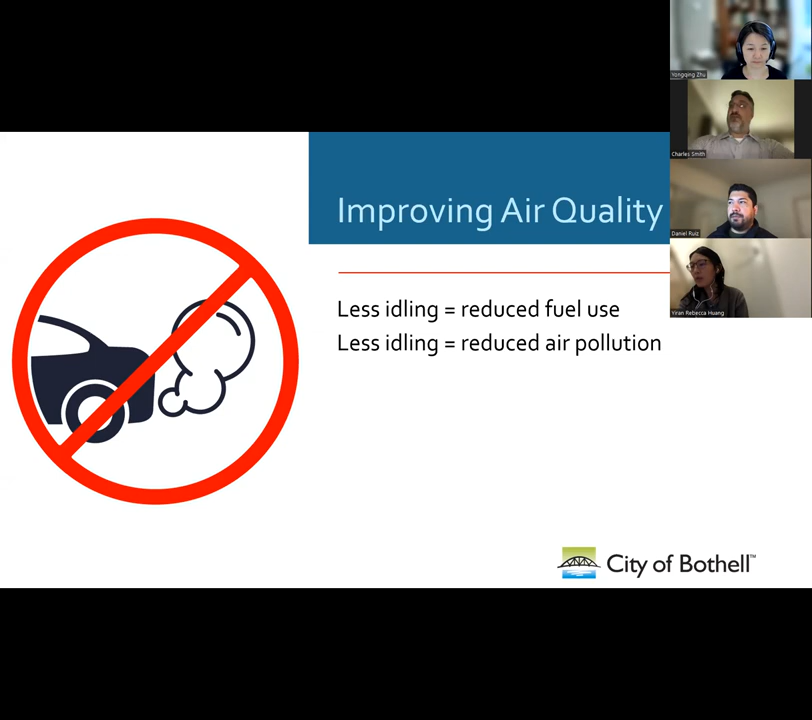 Improving Air Quality
Less idling = reduced fuel use
Less idling = reduced air pollution
City of Bothell™
Yongqing Zhu
Charles Smith
Daniel Ruiz
Yiran Rebecca Huang